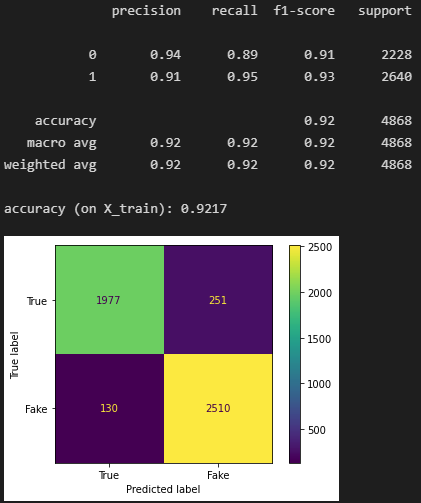 precision recall f1-score support
0 0.94 0.89 0.91 2228
1 0.91 0.95 0.93 2640
accuracy 0.92 4868
macro avg 0.92 0.92 0.92 4868
weighted avg 0.92 0.92 0.92 4868
accuracy (on X_train): 0.9217
2500
2000
1500
1000
500
True label
True 1977 251
Fake 130 2510
True Fake
Predicted label